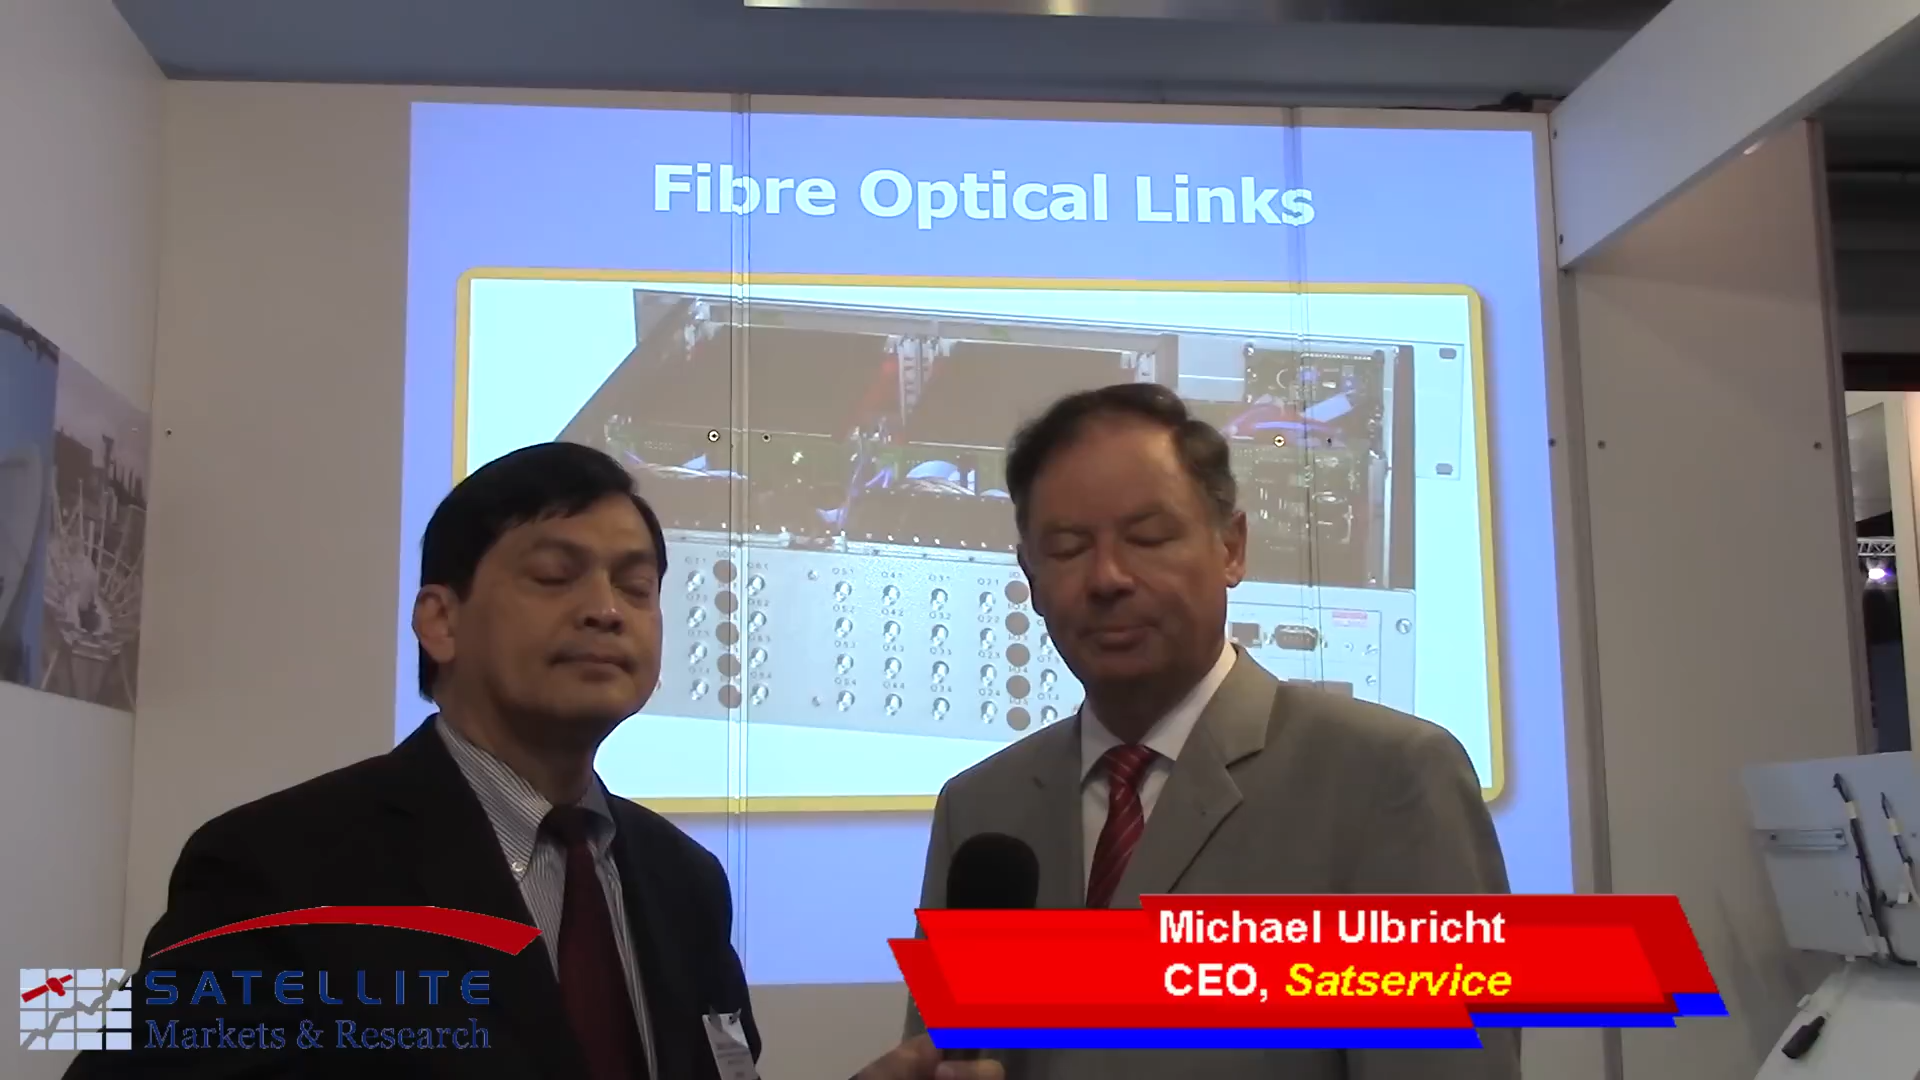 Fibre Optical Links
Michael Ulbricht
CEO, Satservice
SATELLITE
Markets & Research